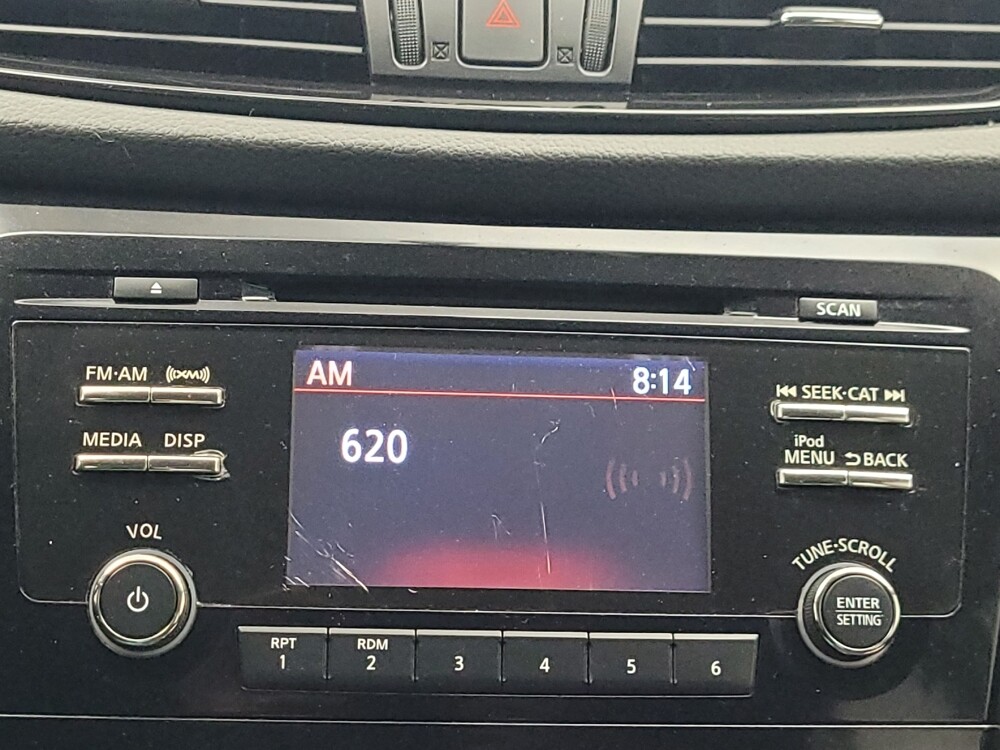 SCAN
FM·AM ((XM))
MEDIA DISP
VOL
AM 8:14
620
SEEK·CAT
iPod
MENU BACK
TUNE·SCROLL
ENTER
SETTING
RPT RDM
1 2 3 4 5 6